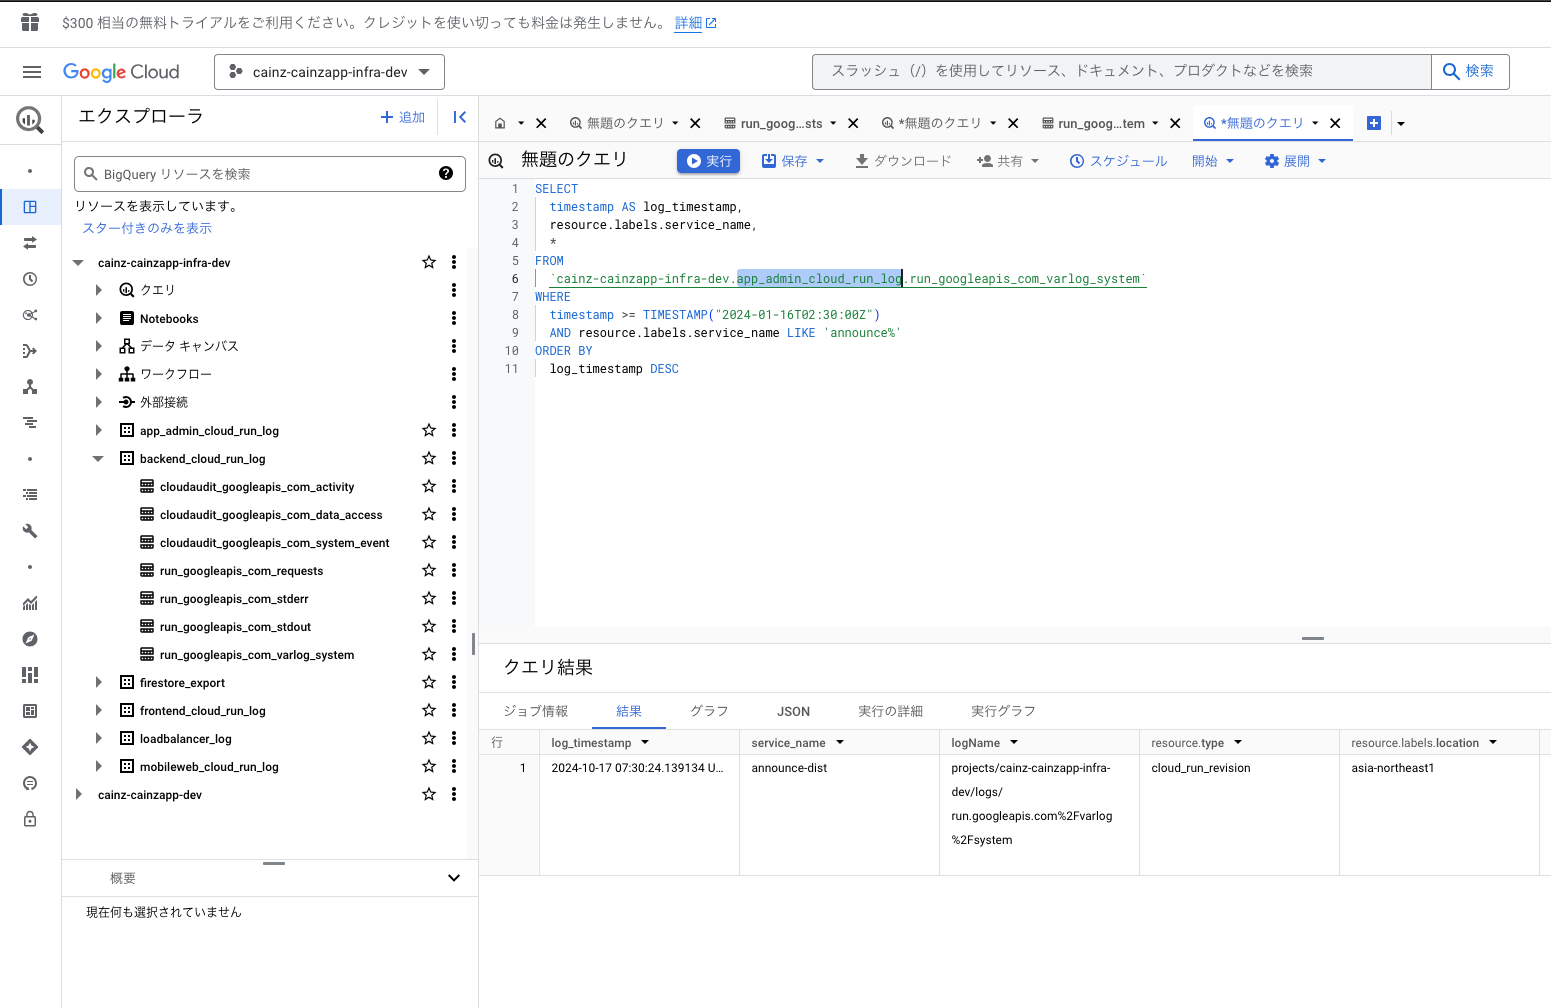 $300 相当の無料トライアルをご利用ください。クレジットを使い切っても料金は発生しません。 詳細
Google Cloud
cainz-cainzapp-infra-dev
スラッシュ（/）を使用してリソース、ドキュメント、プロダクトなどを検索
検索
エクスプローラ
追加
BigQuery リソースを検索
リソースを表示しています。
スター付きのみを表示
cainz-cainzapp-infra-dev
クエリ
Notebooks
データ キャンバス
ワークフロー
外部接続
app_admin_cloud_run_log
backend_cloud_run_log
cloudaudit_googleapis_com_activity
cloudaudit_googleapis_com_data_access
cloudaudit_googleapis_com_system_event
run_googleapis_com_requests
run_googleapis_com_stderr
run_googleapis_com_stdout
run_googleapis_com_varlog_system
firestore_export
frontend_cloud_run_log
loadbalancer_log
mobileweb_cloud_run_log
cainz-cainzapp-dev
概要
現在何も選択されていません
無題のクエリ
run_goog...sts
*無題のクエリ
run_goog...tem
*無題のクエリ
無題のクエリ
実行
保存
ダウンロード
共有
スケジュール
開始
展開
1 SELECT
2 timestamp AS log_timestamp,
3 resource.labels.service_name,
4 *
5 FROM
6 `cainz-cainzapp-infra-dev.app_admin_cloud_run_log.run_googleapis_com_varlog_system`
7 WHERE
8 timestamp >= TIMESTAMP("2024-01-16T02:30:00Z")
9 AND resource.labels.service_name LIKE 'announce%'
10 ORDER BY
11 log_timestamp DESC
クエリ結果
ジョブ情報 結果 グラフ JSON 実行の詳細 実行グラフ
行 log_timestamp service_name logName resource.type resource.labels.location
1 2024-10-17 07:30:24.139134 U... announce-dist projects/cainz-cainzapp-infra- cloud_run_revision asia-northeast1
dev/logs/
run.googleapis.com%2Fvarlog
%2Fsystem